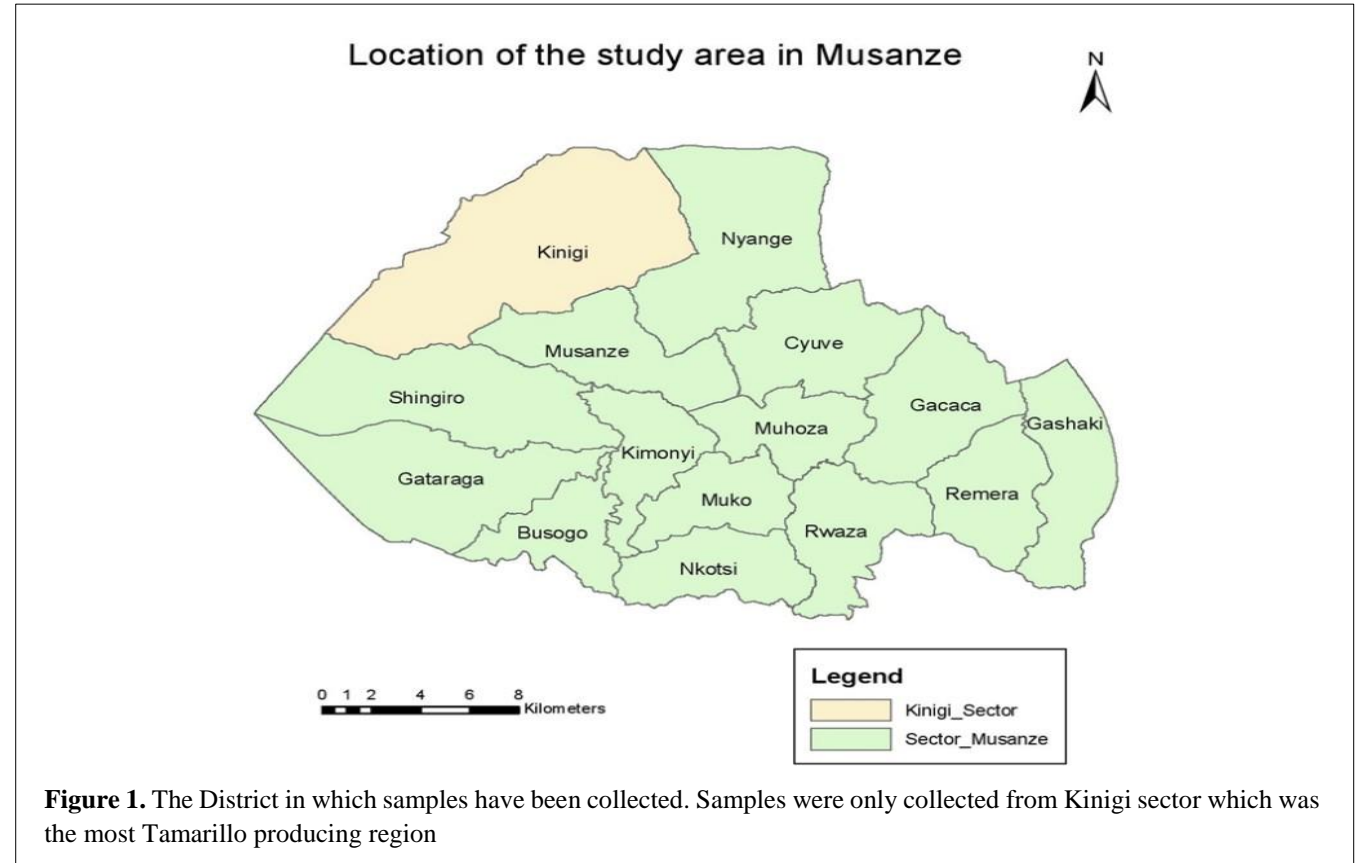 Location of the study area in Musanze
N
Kinigi
Nyange
Musanze
Cyuve
Shingiro
Gacaca
Muhoza
Gashaki
Kimonyi
Gataraga
Muko
Remera
Busogo
Rwaza
Nkotsi
0 1 2 4 6 8
Kilometers
Legend
Kinigi_Sector
Sector_Musanze
Figure 1. The District in which samples have been collected. Samples were only collected from Kinigi sector which was
the most Tamarillo producing region